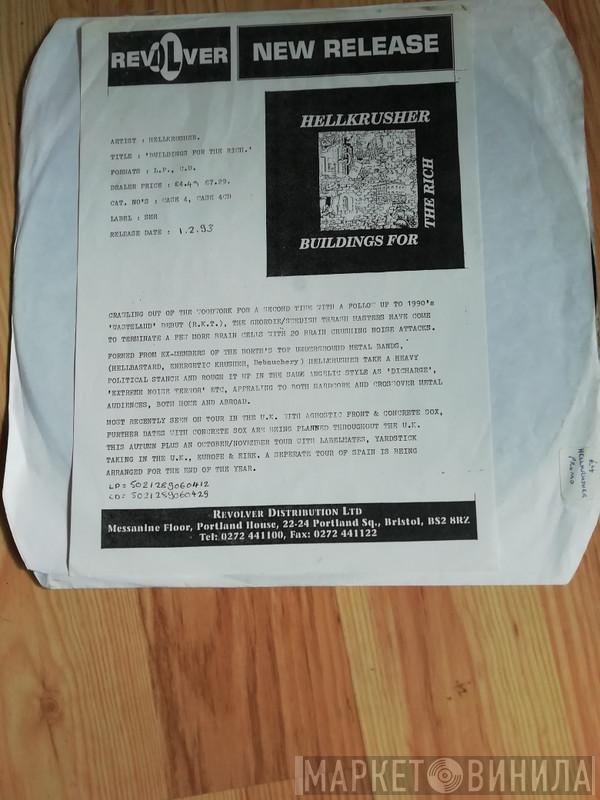 REVOLVER NEW RELEASE
ARTIST : HELLKRUSHER.
TITLE : 'BUILDINGS FOR THE RICH.'
FORMATS : L.P., C.D.
DEALER PRICE : £4.49, £7.29.
CAT. NO'S : CASE 4, CASE 4CD
LABEL : SMR
RELEASE DATE : 1.2.93
HELLKRUSHER
THE RICH
BUILDINGS FOR
CRAWLING OUT OF THE WOODWORK FOR A SECOND TIME WITH A FOLLOW UP TO 1990's
'WASTELAND' DEBUT (R.K.T.), THE GEORDIE/SWEDISH THRASH MASTERS HAVE COME
TO TERMINATE A FEW MORE BRAIN CELLS WITH 20 BRAIN CRUSHING NOISE ATTACKS.
FORMED FROM EX-MEMBERS OF THE NORTH'S TOP UNDERGROUND METAL BANDS,
(HELLBASTARD, ENERGETIC KRUSHER, Debauchery) HELLKRUSHER TAKE A HEAVY
POLITICAL STANCE AND ROUGH IT UP IN THE SAME ANGELIC STYLE AS 'DICHARGE',
'EXTREME NOISE TERROR' ETC, APPEALING TO BOTH HARDCORE AND CROSSOVER METAL
AUDIENCES, BOTH HOME AND ABROAD.
MOST RECENTLY SEEN ON TOUR IN THE U.K. WITH AGNOSTIC FRONT & CONCRETE SOX,
FURTHER DATES WITH CONCRETE SOX ARE BEING PLANNED THROUGHOUT THE U.K.
THIS AUTUMN PLUS AN OCTOBER/NOVEMBER TOUR WITH LABELMATES, YARDSTICK
TAKING IN THE U.K., EUROPE & EIRE. A SEPERATE TOUR OF SPAIN IS BEING
ARRANGED FOR THE END OF THE YEAR.
LP= 5021289060412
CD= 5021289060429
REVOLVER DISTRIBUTION LTD
Messanine Floor, Portland House, 22-24 Portland Sq., Bristol, BS2 8RZ
Tel: 0272 441100, Fax: 0272 441122
HELLKRUSHER
PROMO
МАРКЕТ ВИНИЛА